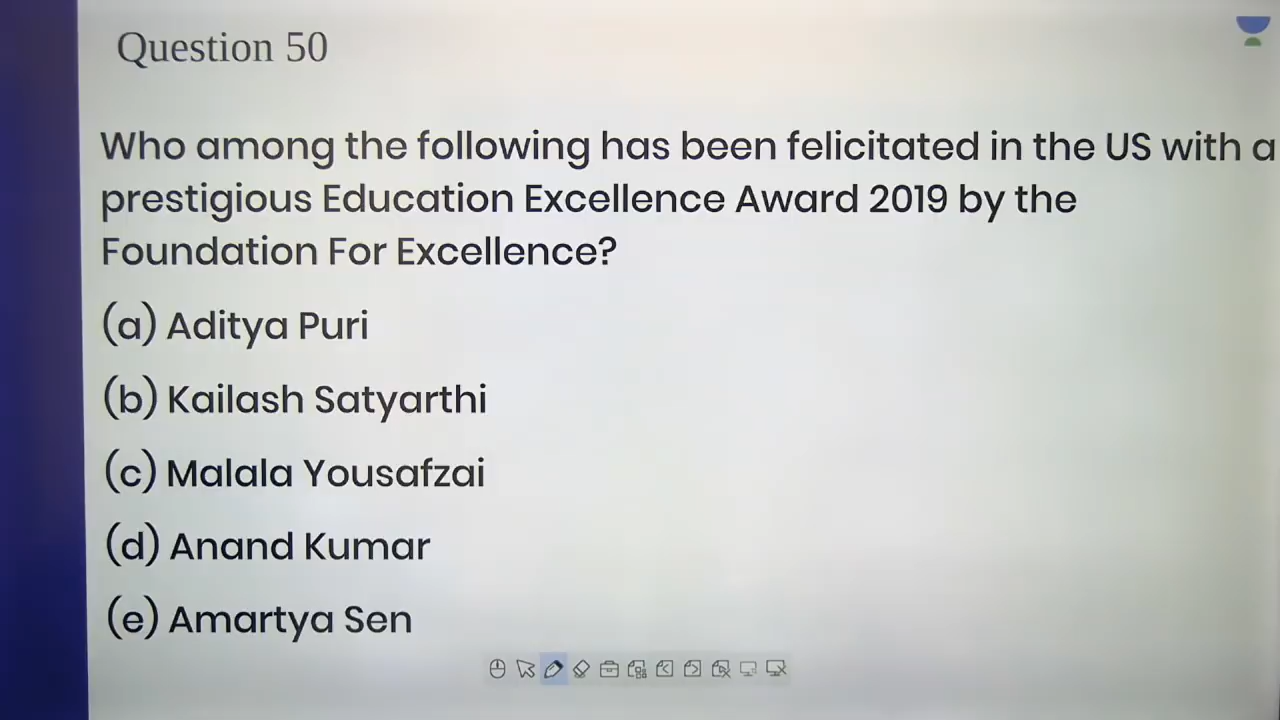 Question 50
Who among the following has been felicitated in the US with a
prestigious Education Excellence Award 2019 by the
Foundation For Excellence?
(a) Aditya Puri
(b) Kailash Satyarthi
(c) Malala Yousafzai
(d) Anand Kumar
(e) Amartya Sen